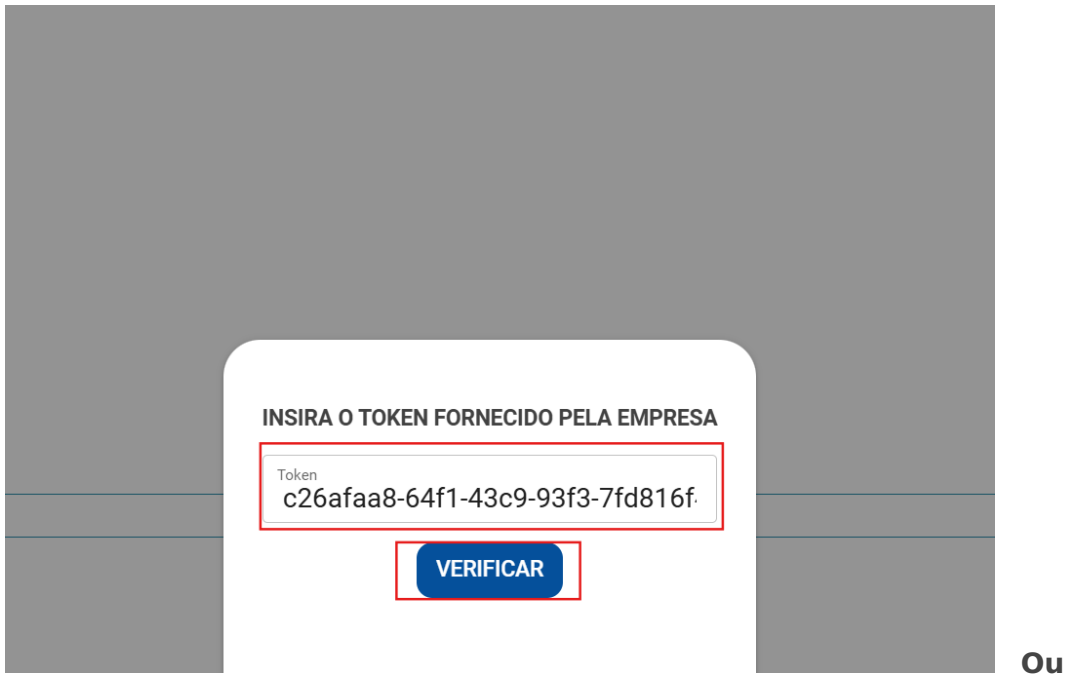 INSIRA O TOKEN FORNECIDO PELA EMPRESA
Token
c26afaa8-64f1-43c9-93f3-7fd816f
VERIFICAR
Ou